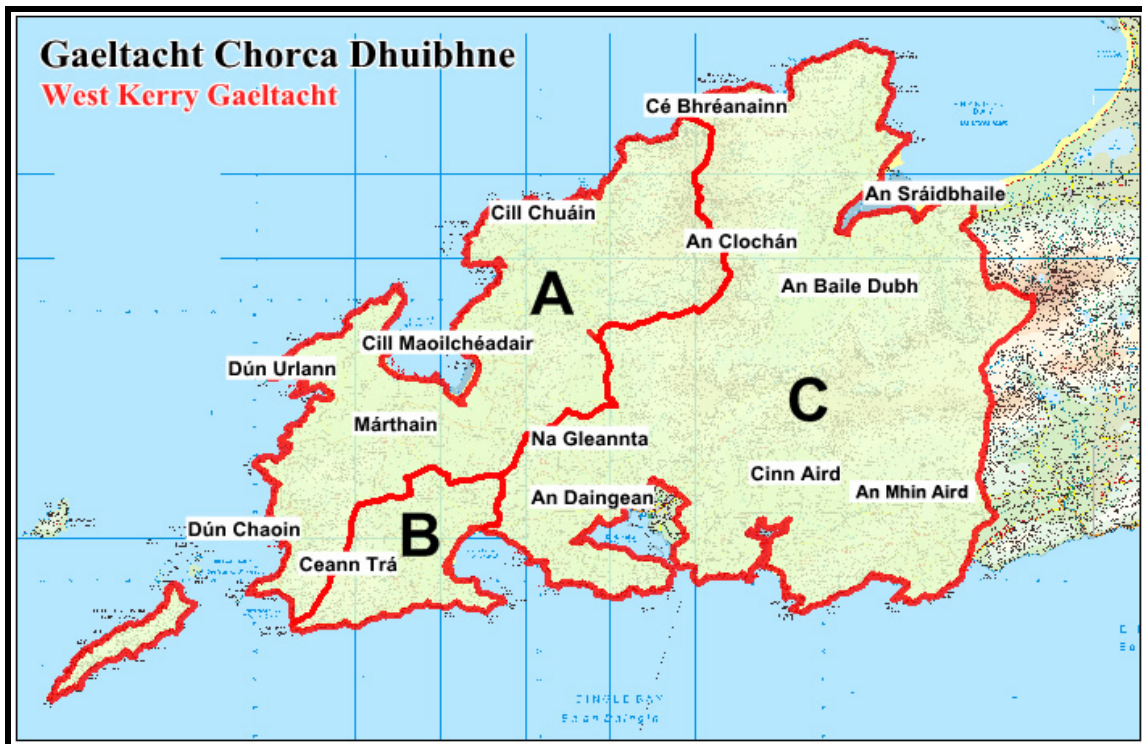 Gaeltacht Chorca Dhuibhne
West Kerry Gaeltacht
Cé Bhréanainn
An Sráidbhaile
Cill Chuáin
An Clochán
A
An Baile Dubh
Cill Maoilchéadair
Dún Urlann
C
Márthain
Na Gleannta
Cinn Aird
An Daingean
An Mhin Aird
Dún Chaoin
B
Ceann Trá
DINGLE BAY